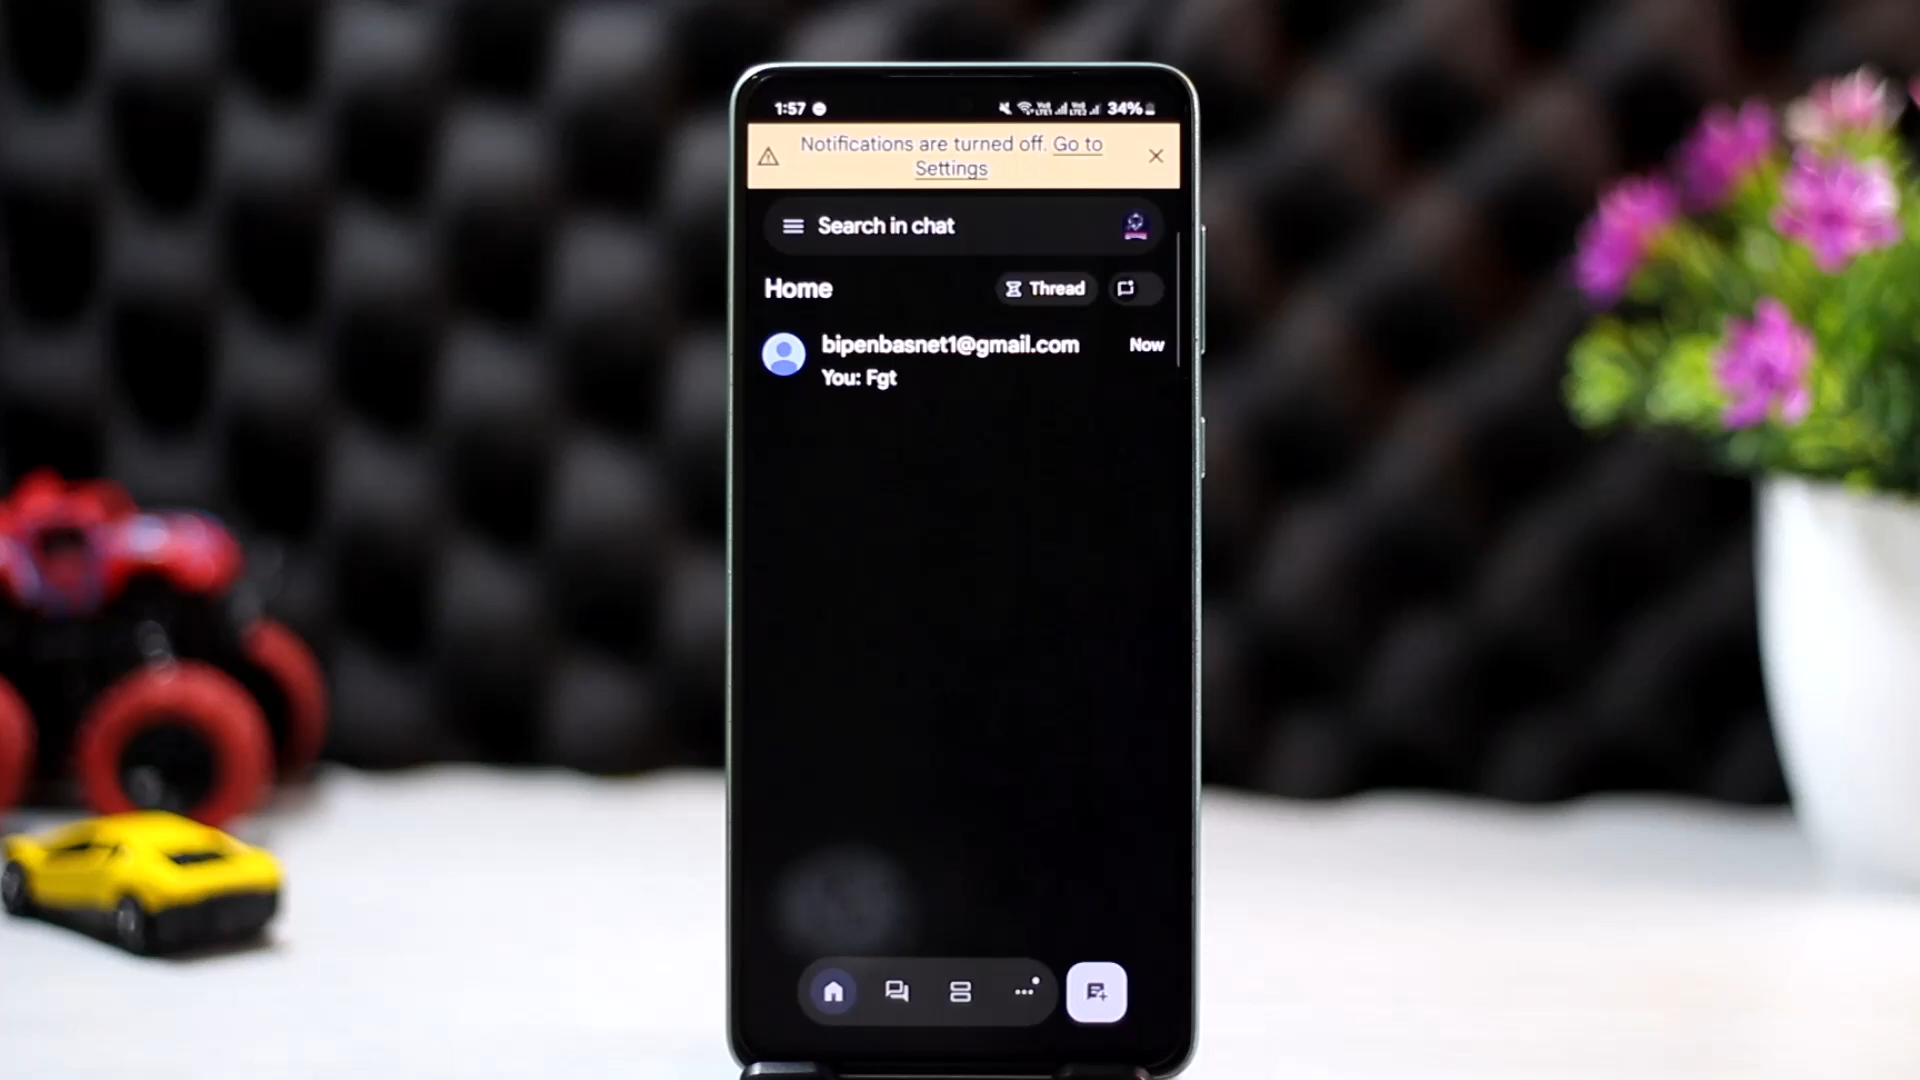 1:57 34%
Notifications are turned off. Go to
Settings
Search in chat
Home Thread
bipenbasnet1@gmail.com Now
You: Fgt